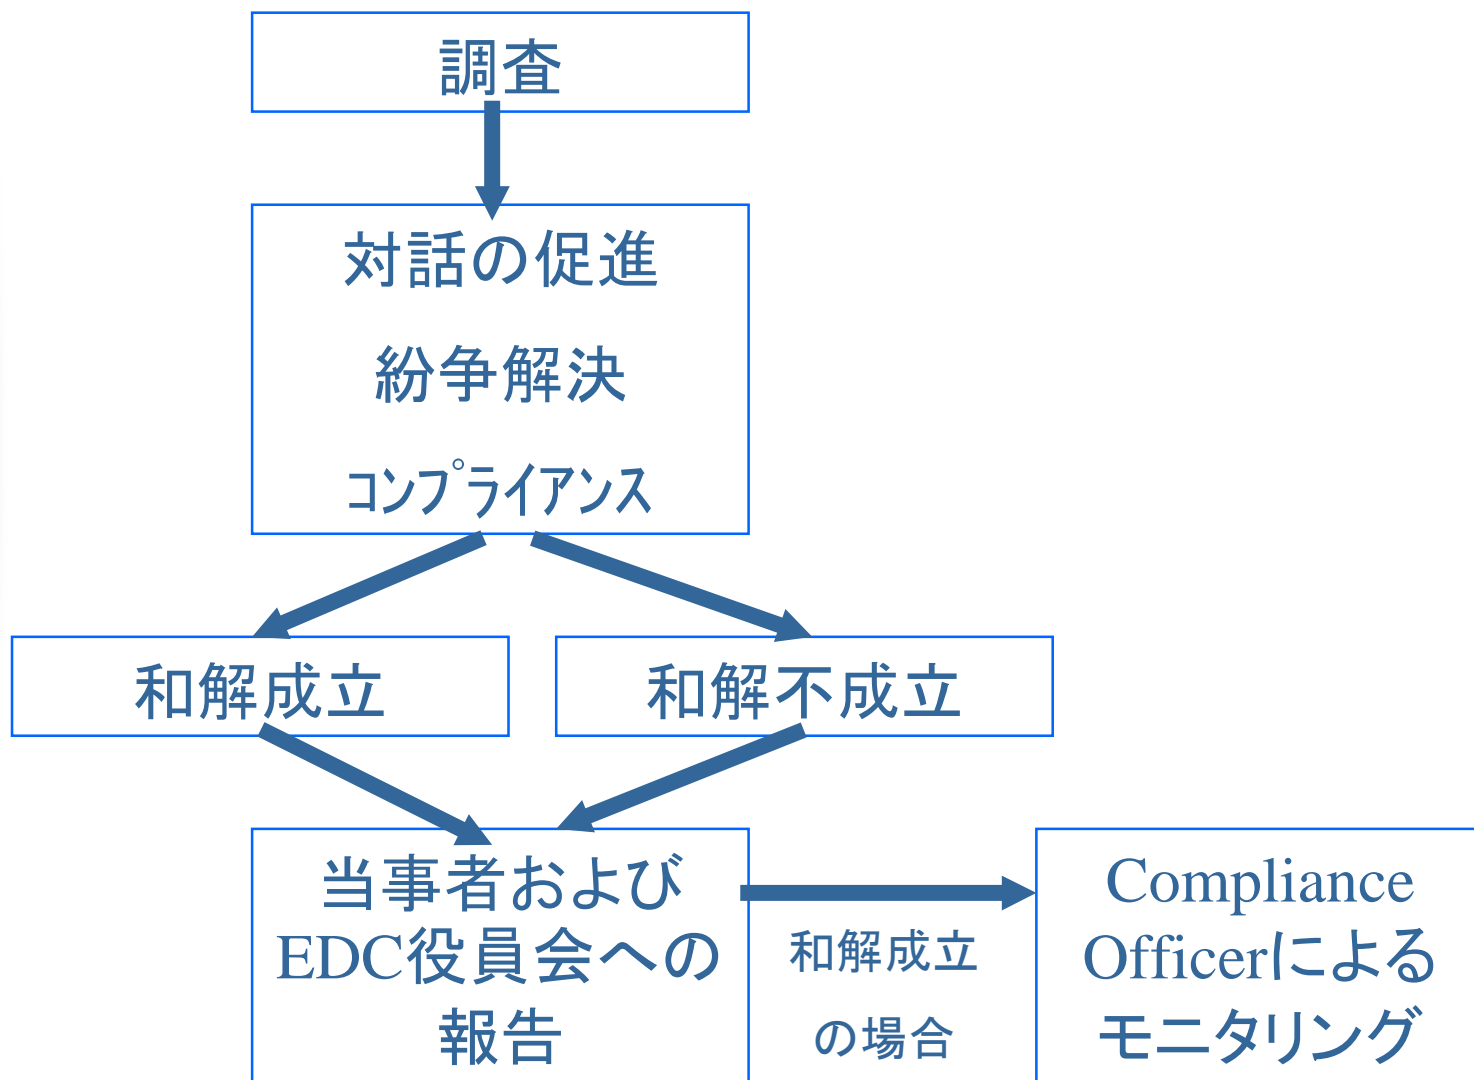 調査
対話の促進
紛争解決
コンプライアンス
和解成立
和解不成立
当事者および
EDC役員会への
報告
和解成立
の場合
Compliance
Officerによる
モニタリング